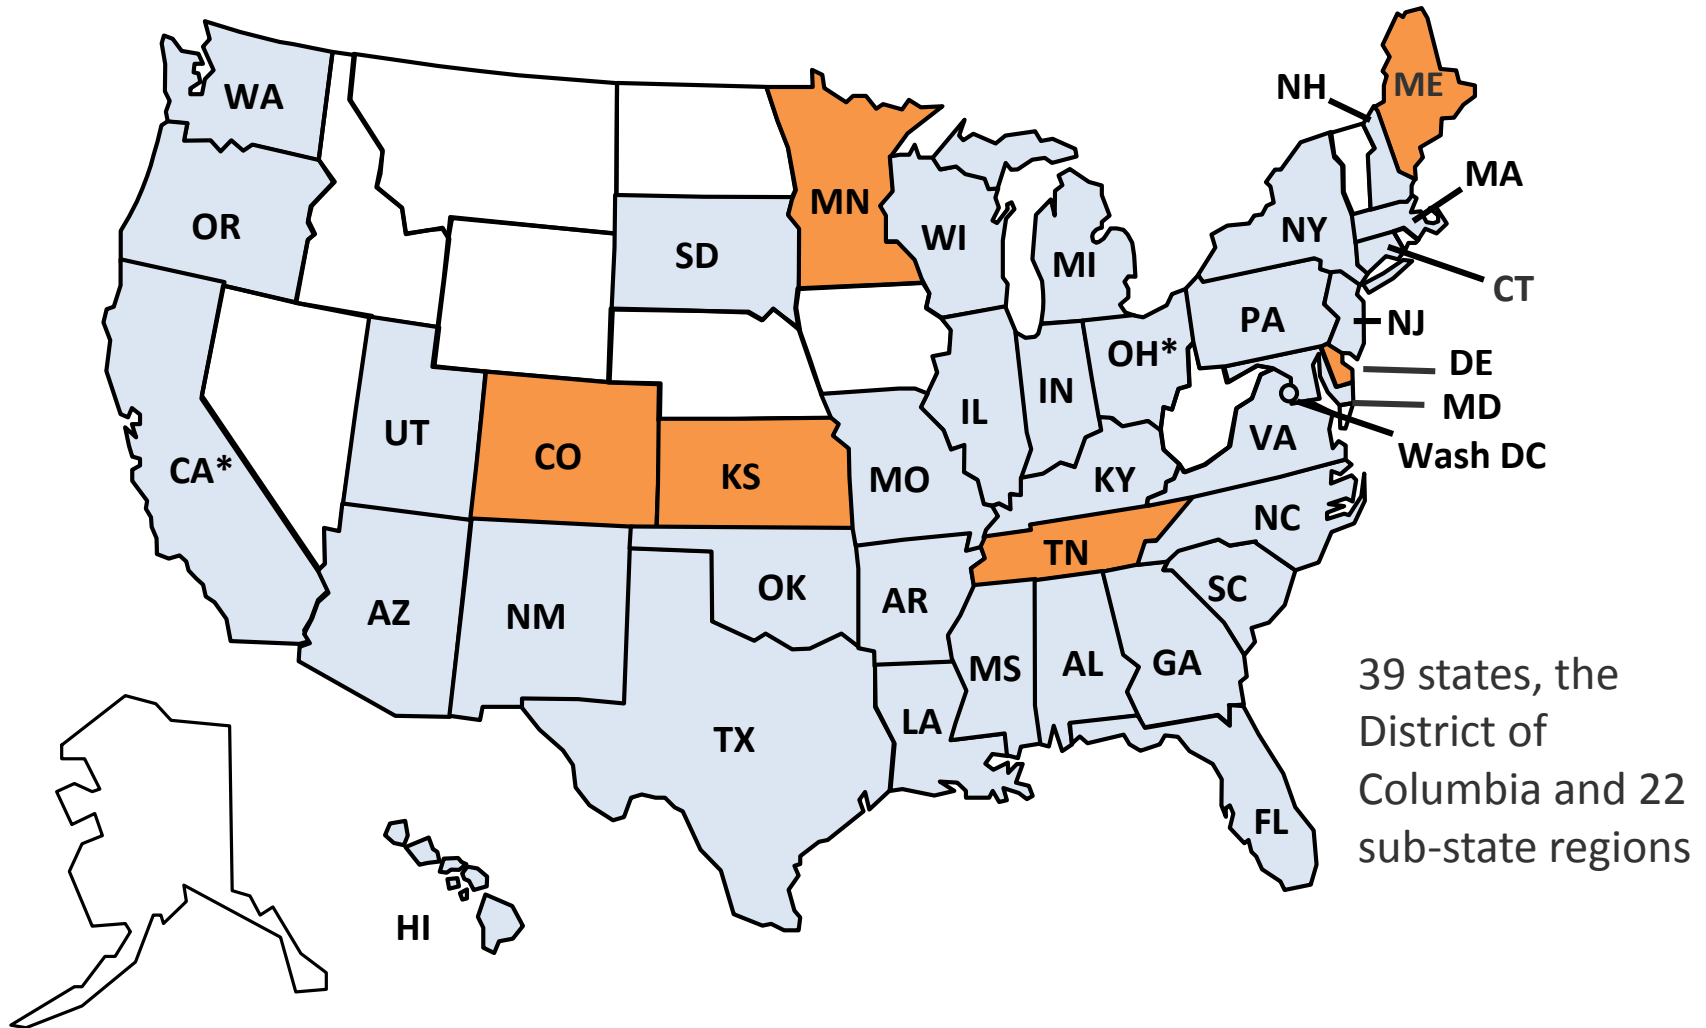 WA
NH
ME
MA
OR
MN
NY
WI
SD
MI
CT
PA
NJ
OH*
DE
IN
MD
IL
UT
VA
CO
Wash DC
CA*
KS
MO
KY
NC
TN
OK
SC
AR
AZ
NM
MS
AL
GA
39 states, the
District of
Columbia and 22
sub-state regions
LA
TX
FL
HI